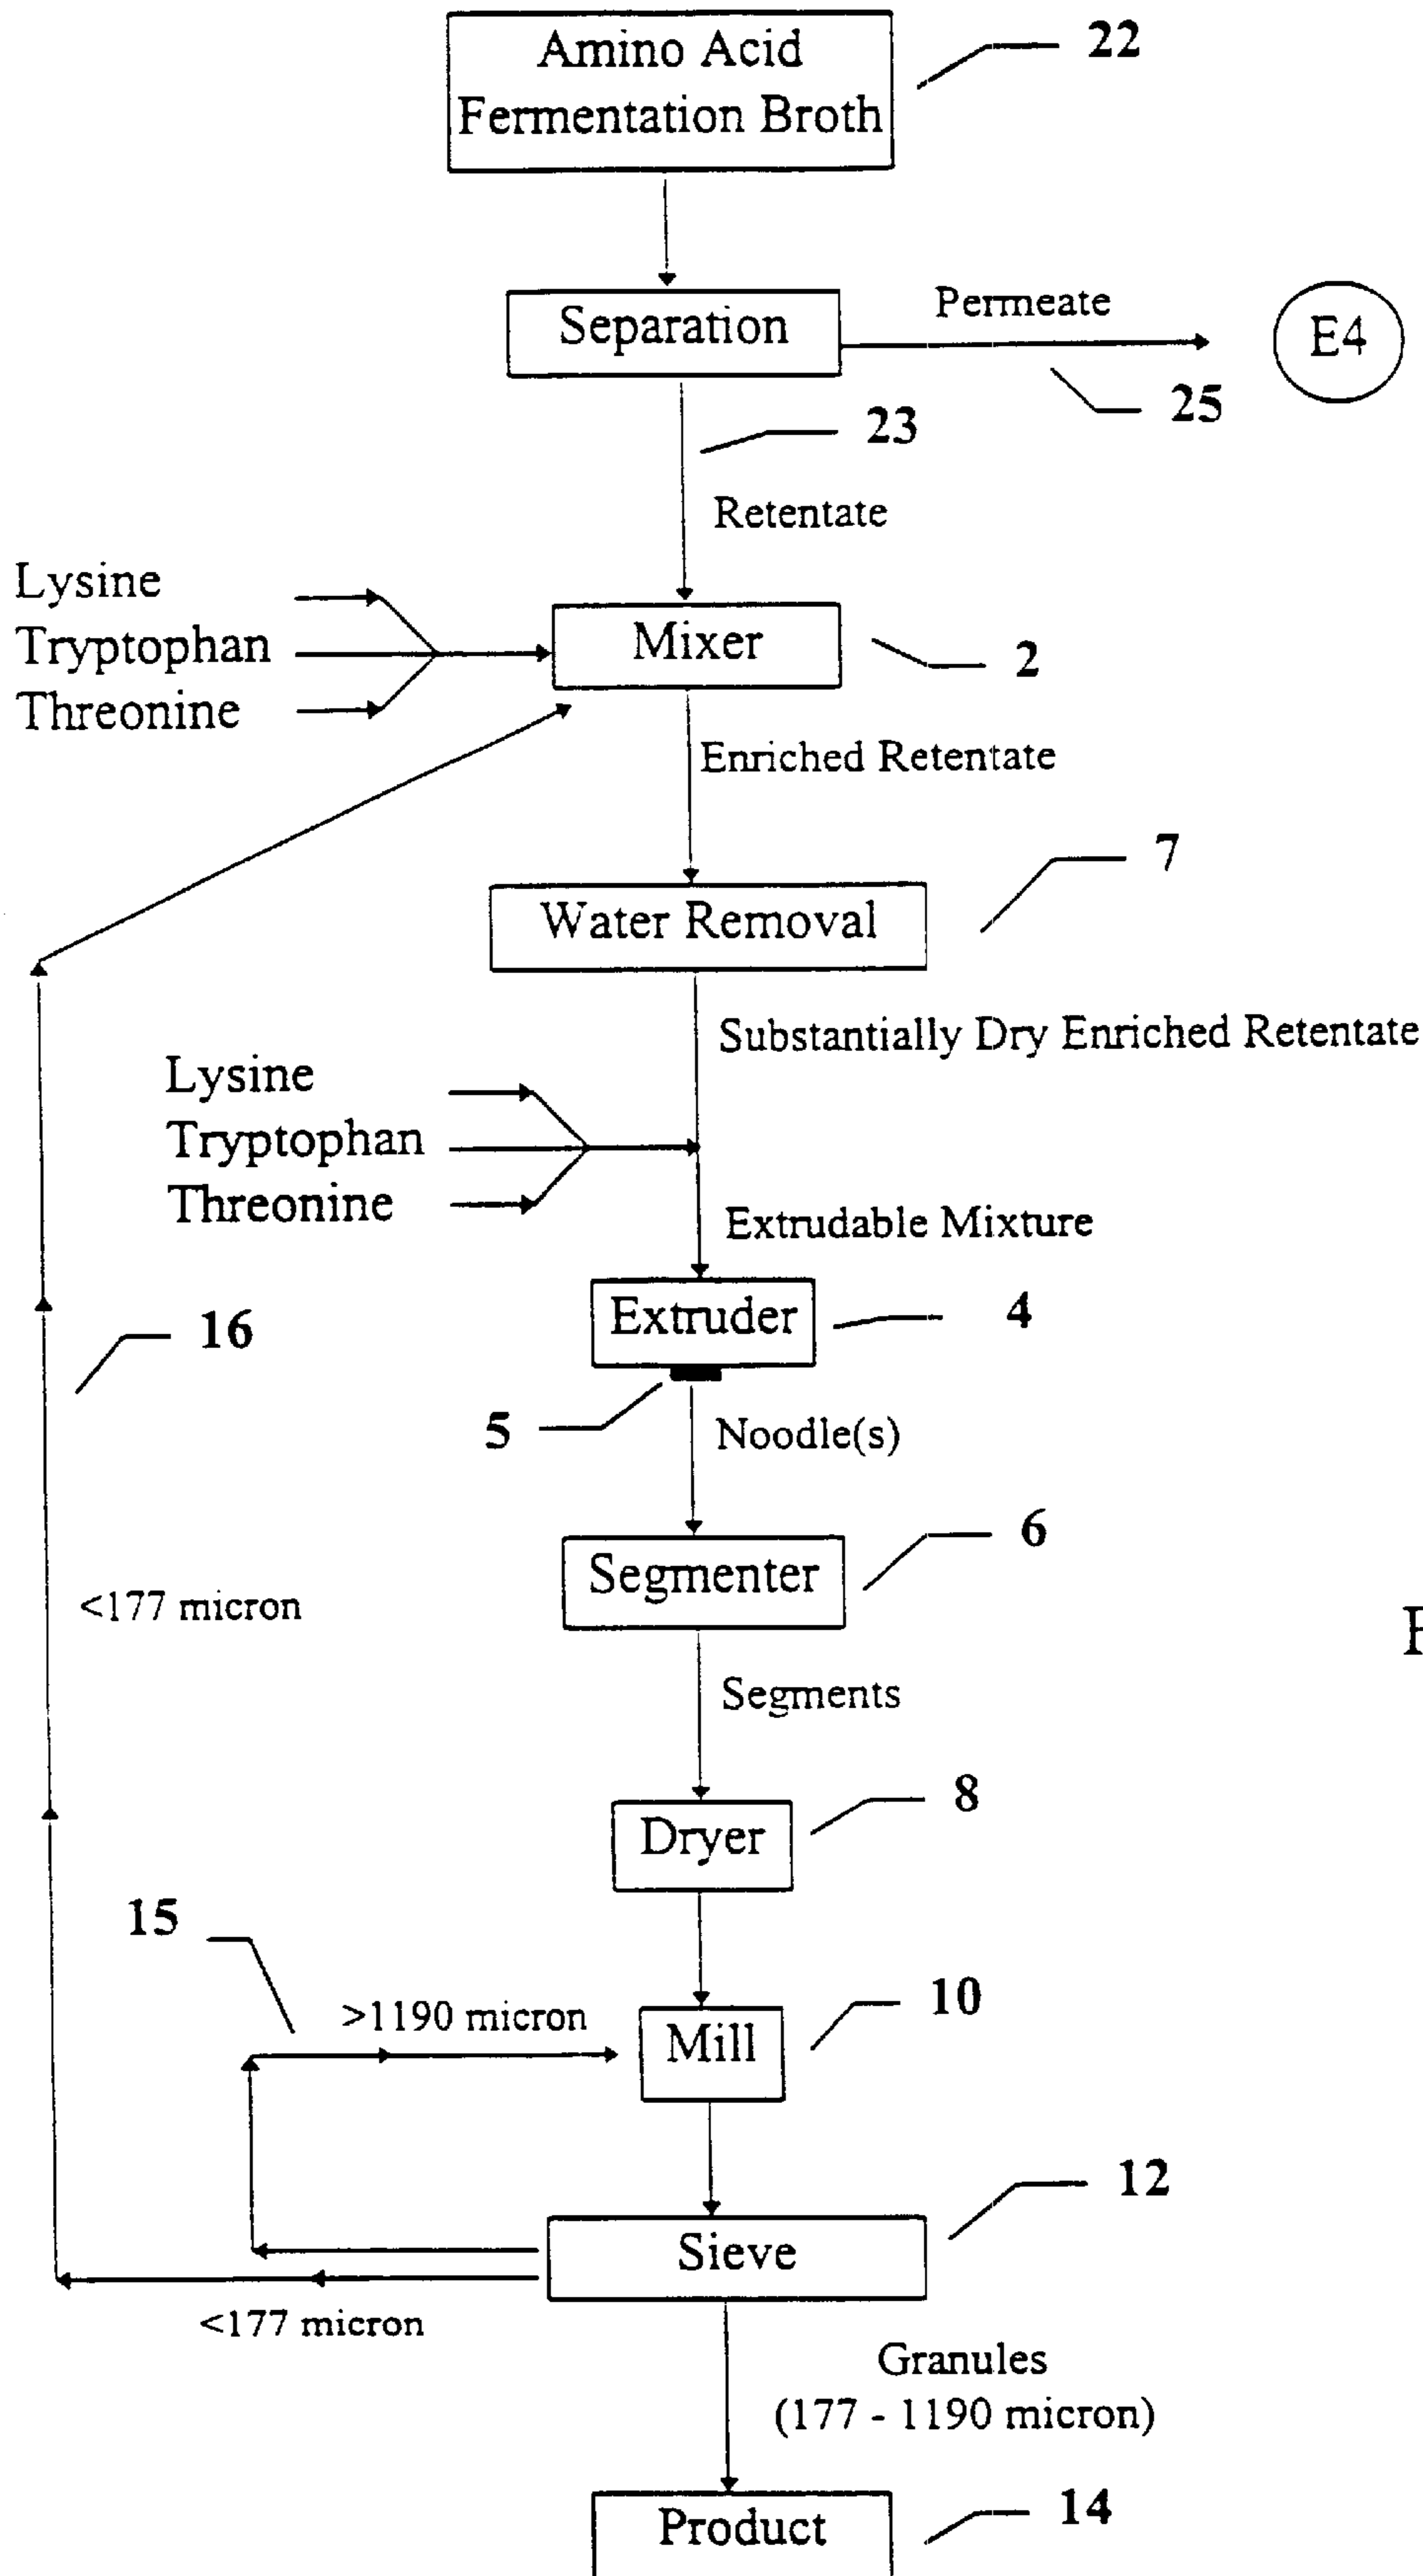 Amino Acid
Fermentation Broth
22
Separation
Permeate
E4
25
23
Retentate
Lysine
Tryptophan
Threonine
Mixer
2
Enriched Retentate
7
Water Removal
Substantially Dry Enriched Retentate
Lysine
Tryptophan
Threonine
Extrudable Mixture
Extruder
4
16
5
Noodle(s)
6
Segmenter
<177 micron
Segments
8
Dryer
15
>1190 micron
10
Mill
12
Sieve
<177 micron
Granules
(177 - 1190 micron)
Product
14